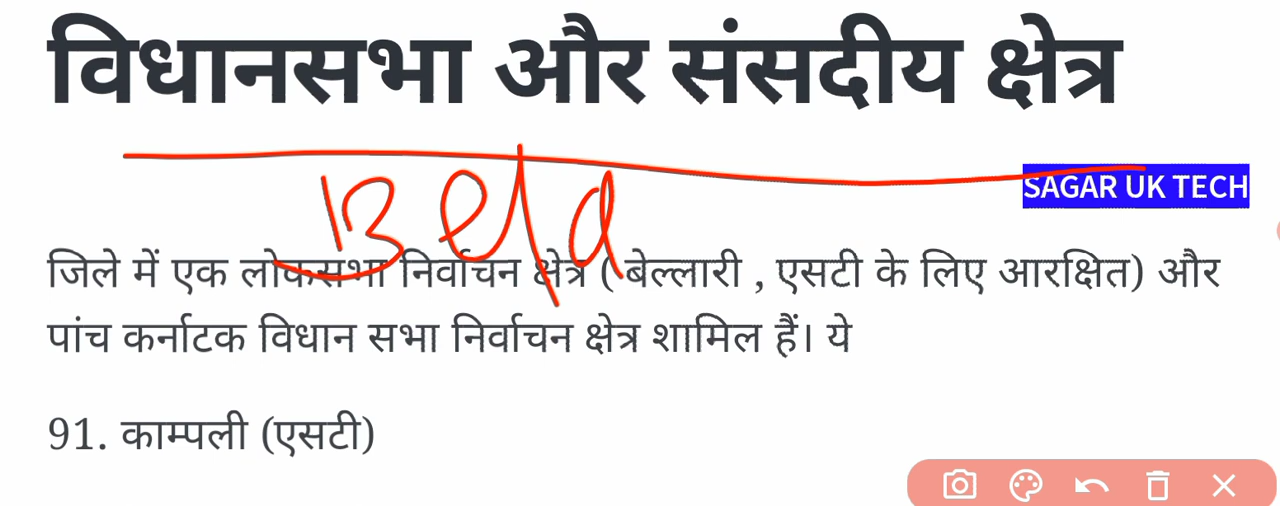 विधानसभा और संसदीय क्षेत्र
SAGAR UK TECH
जिले में एक लोकसभा निर्वाचन क्षेत्र ( बेल्लारी , एसटी के लिए आरक्षित) और
पांच कर्नाटक विधान सभा निर्वाचन क्षेत्र शामिल हैं। ये
91. काम्पली (एसटी)